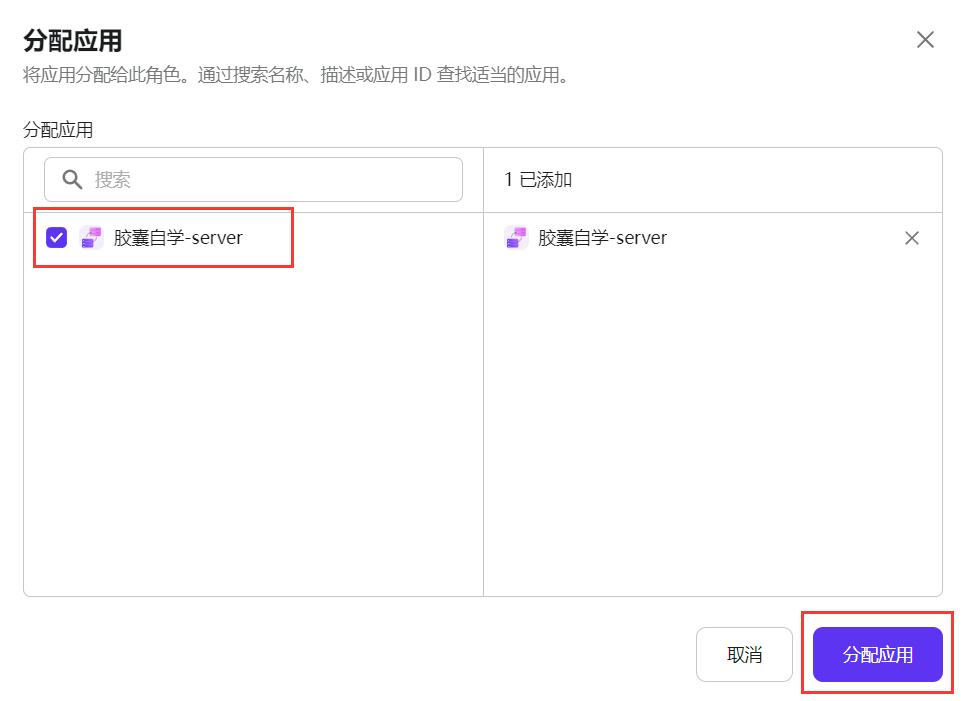 分配应用
将应用分配给此角色。通过搜索名称、描述或应用 ID 查找适当的应用。
分配应用
搜索
1 已添加
胶囊自学-server
胶囊自学-server
取消
分配应用